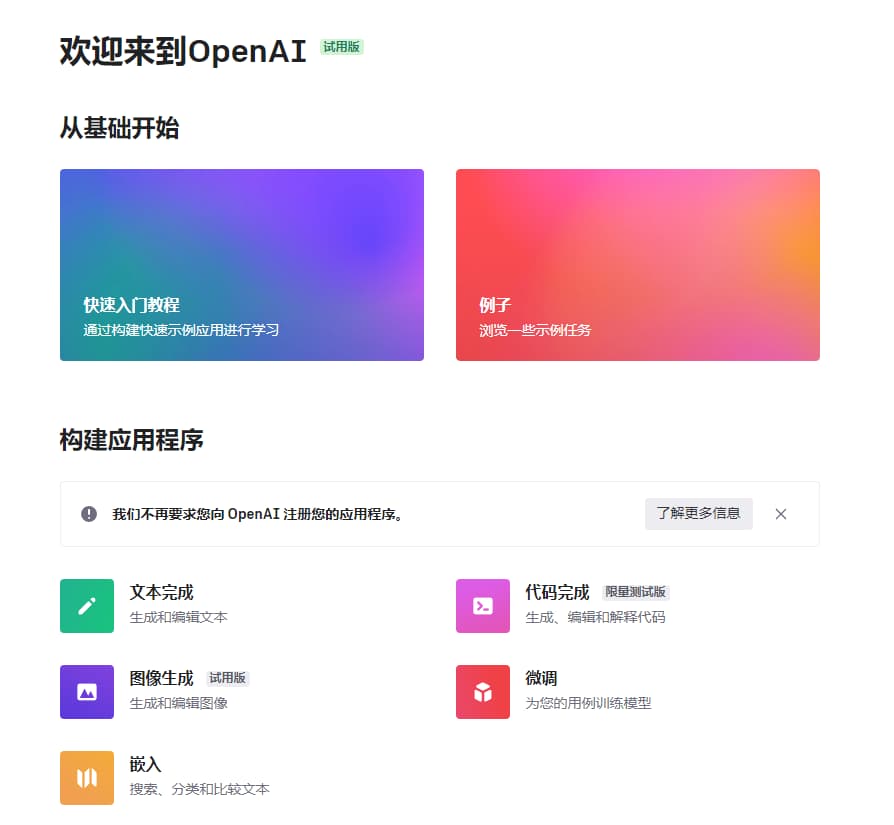 欢迎来到OpenAI 试用版
从基础开始
快速入门教程
通过构建快速示例应用进行学习
例子
浏览一些示例任务
构建应用程序
我们不再要求您向 OpenAI 注册您的应用程序。
了解更多信息
文本完成
生成和编辑文本
代码完成 限量测试版
生成、编辑和解释代码
图像生成 试用版
生成和编辑图像
微调
为您的用例训练模型
嵌入
搜索、分类和比较文本